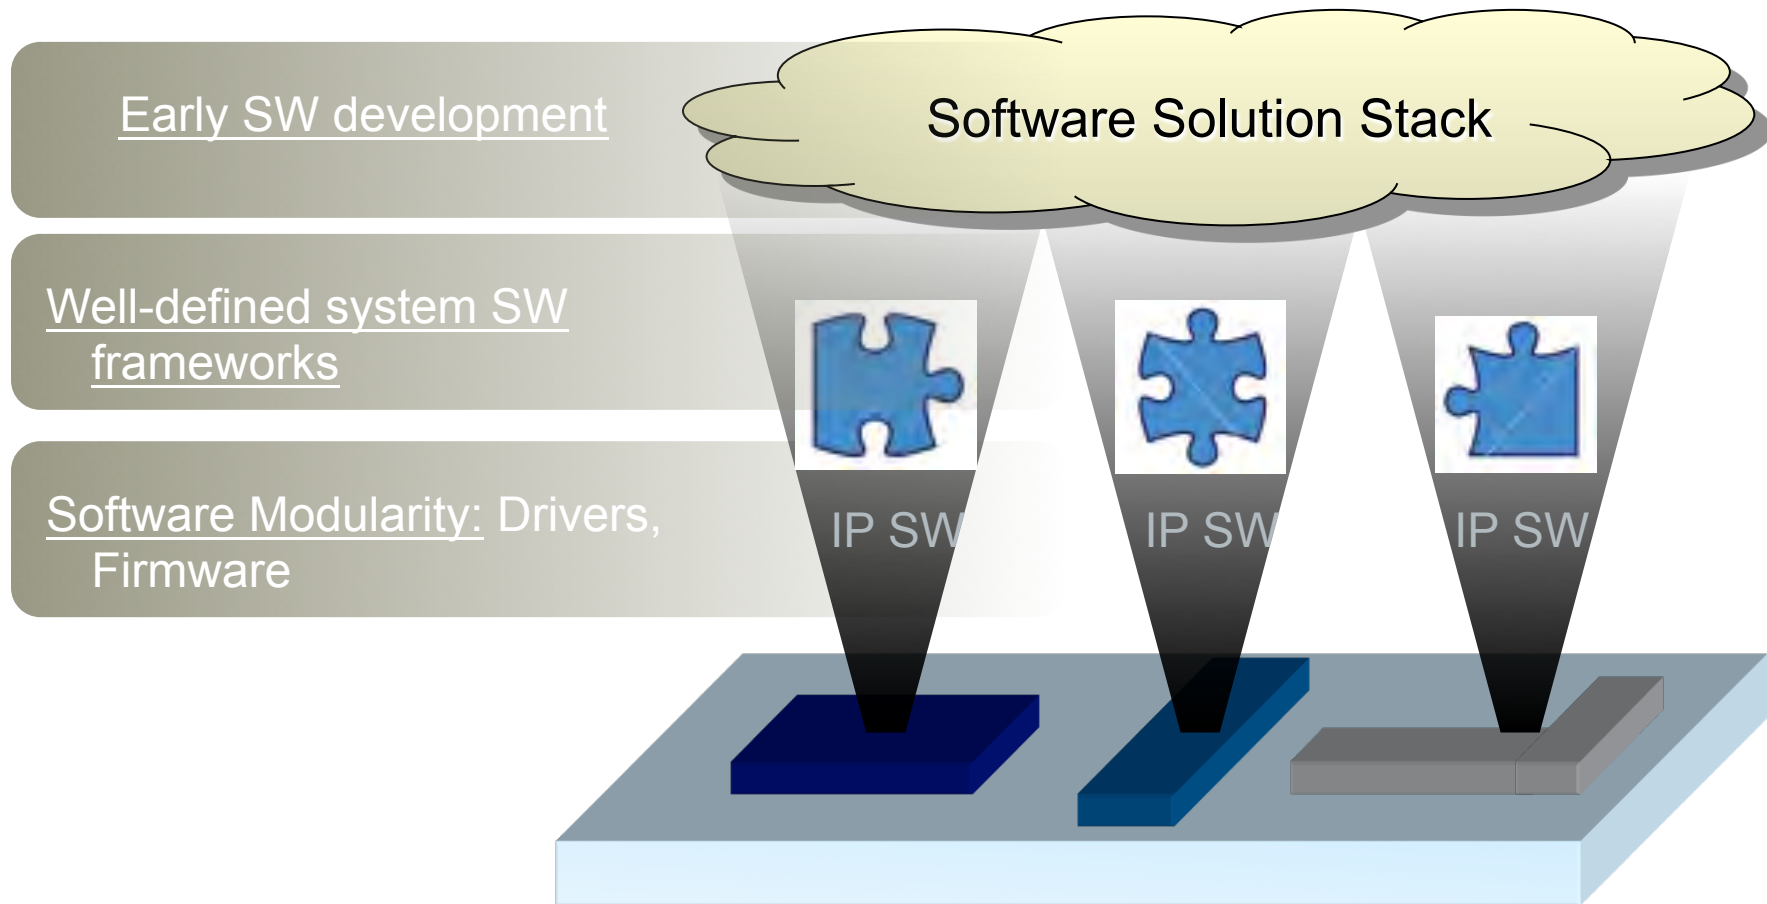 Early SW development
Software Solution Stack
Well-defined system SW
frameworks
Software Modularity: Drivers,
Firmware
IP SW
IP SW
IP SW